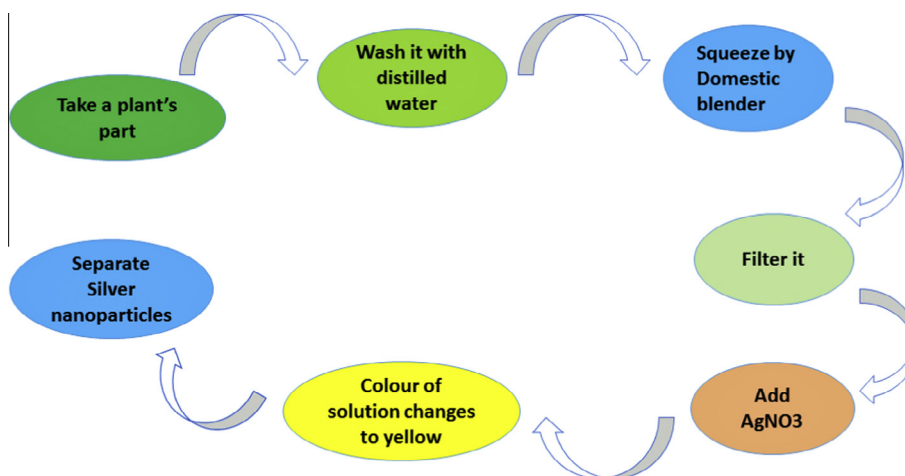 Take a plant's
part
Wash it with
distilled
water
Squeeze by
Domestic
blender
Filter it
Add
AgNO3
Colour of
solution changes
to yellow
Separate
Silver
nanoparticles